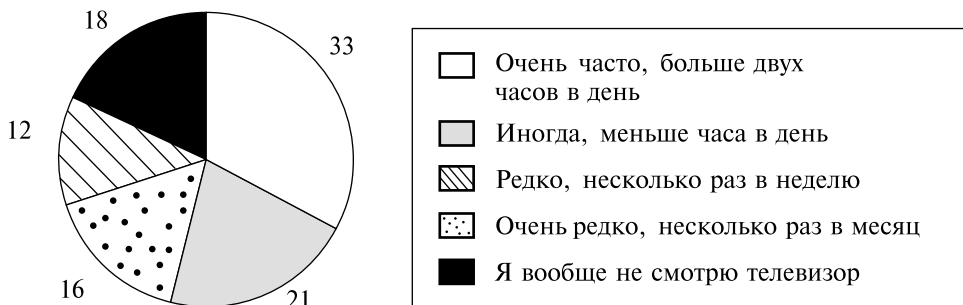 18
33
12
16
21
Очень часто, больше двух
часов в день
Иногда, меньше часа в день
Редко, несколько раз в неделю
Очень редко, несколько раз в месяц
Я вообще не смотрю телевизор